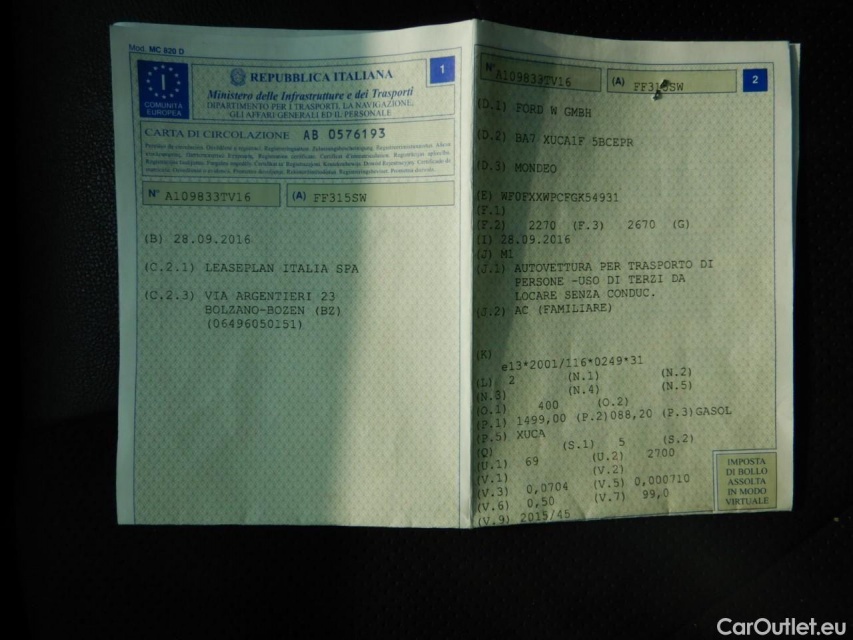 Mod. MC 820 D
I
COMUNITÀ
EUROPEA
REPUBBLICA ITALIANA
Ministero delle Infrastrutture e dei Trasporti
DIPARTIMENTO PER I TRASPORTI, LA NAVIGAZIONE,
GLI AFFARI GENERALI ED IL PERSONALE
1
CARTA DI CIRCOLAZIONE AB 0576193
N° A109833TV16 (A) FF315SW
(B) 28.09.2016
(C.2.1) LEASEPLAN ITALIA SPA
(C.2.3) VIA ARGENTIERI 23
BOLZANO-BOZEN (BZ)
(06496050151)
N° A109833TV16 (A) FF315SW 2
(D.1) FORD W GMBH
(D.2) BA7 XUCA1F 5BCEPR
(D.3) MONDEO
(E) WF0FXXWPCFGK54931
(F.1)
(F.2) 2270 (F.3) 2670 (G)
(I) 28.09.2016
(J) M1
(J.1) AUTOVETTURA PER TRASPORTO DI
PERSONE -USO DI TERZI DA
LOCARE SENZA CONDUC.
(J.2) AC (FAMILIARE)
(K)
e13*2001/116*0249*31
(L) 2 (N.1) (N.2)
(N.3) (N.4) (N.5)
(O.1) 400 (O.2)
(P.1) 1499,00 (P.2)088,20 (P.3)GASOL
(P.5) XUCA
(Q) (S.1) 5 (S.2)
(U.1) 69 (U.2) 2700
(V.1) (V.2)
(V.3) 0,0704 (V.5) 0,000710
(V.6) 0,50 (V.7) 99,0
(V.9) 2015/45
IMPOSTA
DI BOLLO
ASSOLTA
IN MODO
VIRTUALE
CarOutlet.eu